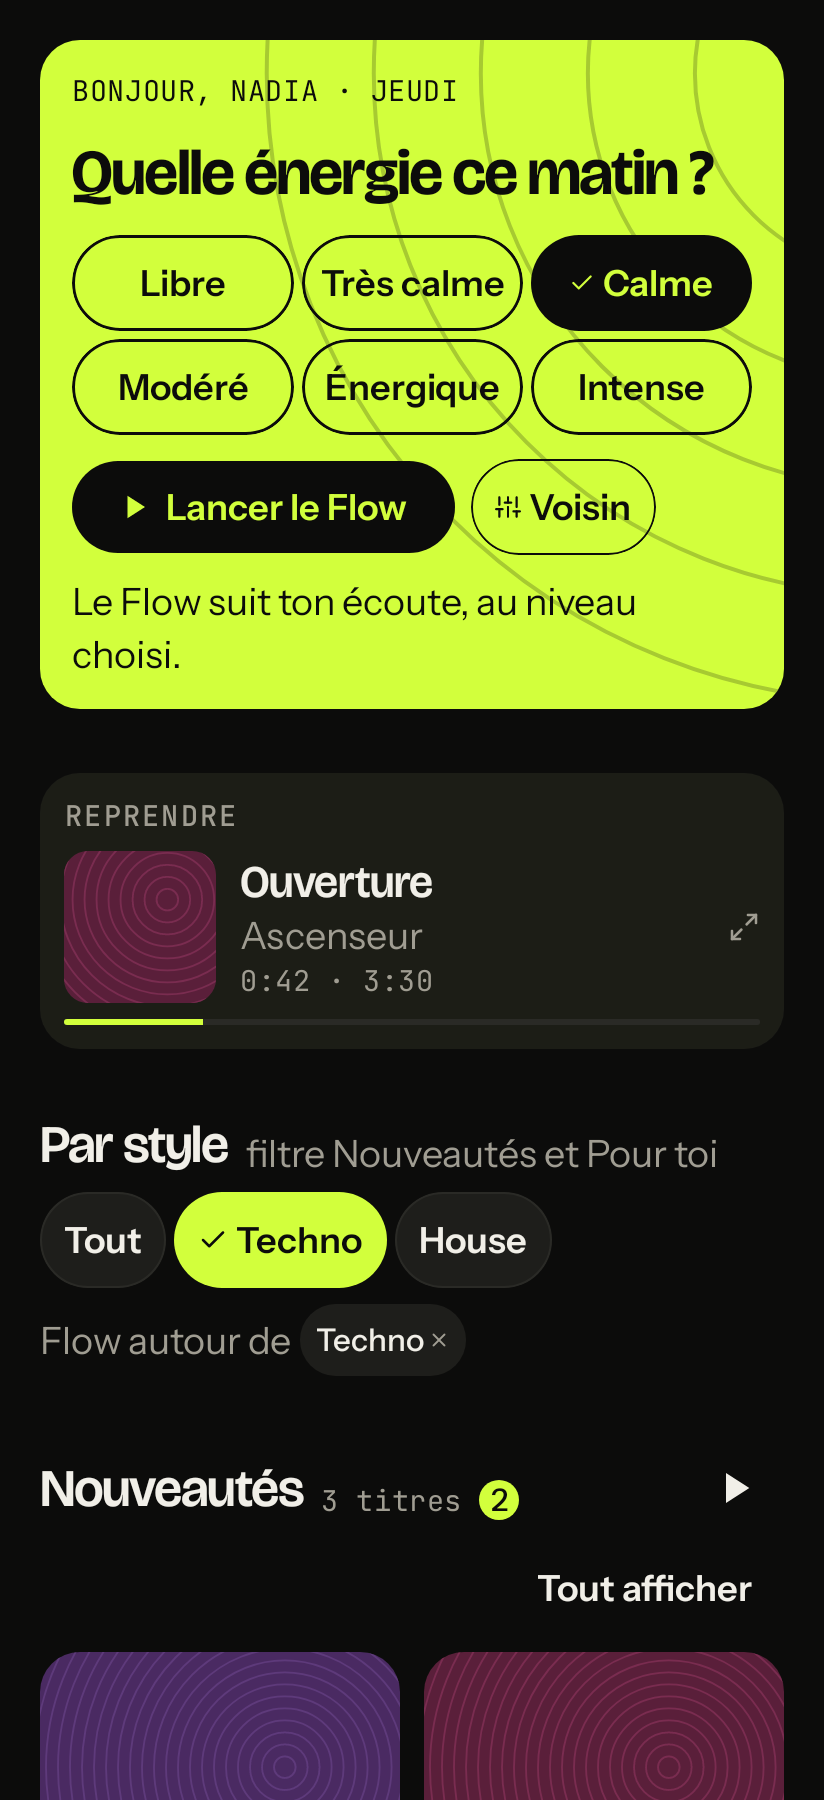 BONJOUR, NADIA · JEUDI
Quelle énergie ce matin ?
Libre
Très calme
Calme
Modéré
Énergique
Intense
Lancer le Flow
Voisin
Le Flow suit ton écoute, au niveau
choisi.
REPRENDRE
Ouverture
Ascenseur
0:42 · 3:30
Par style filtre Nouveautés et Pour toi
Tout
Techno
House
Flow autour de Techno ×
Nouveautés 3 titres 2
Tout afficher